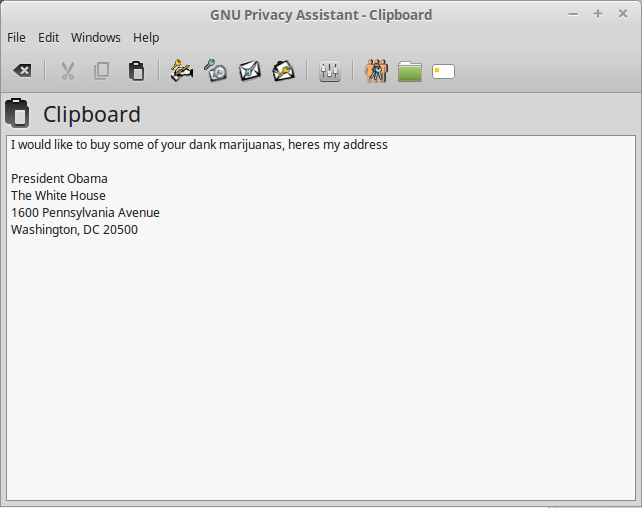 GNU Privacy Assistant - Clipboard
File Edit Windows Help
Clipboard
I would like to buy some of your dank marijuanas, heres my address
President Obama
The White House
1600 Pennsylvania Avenue
Washington, DC 20500